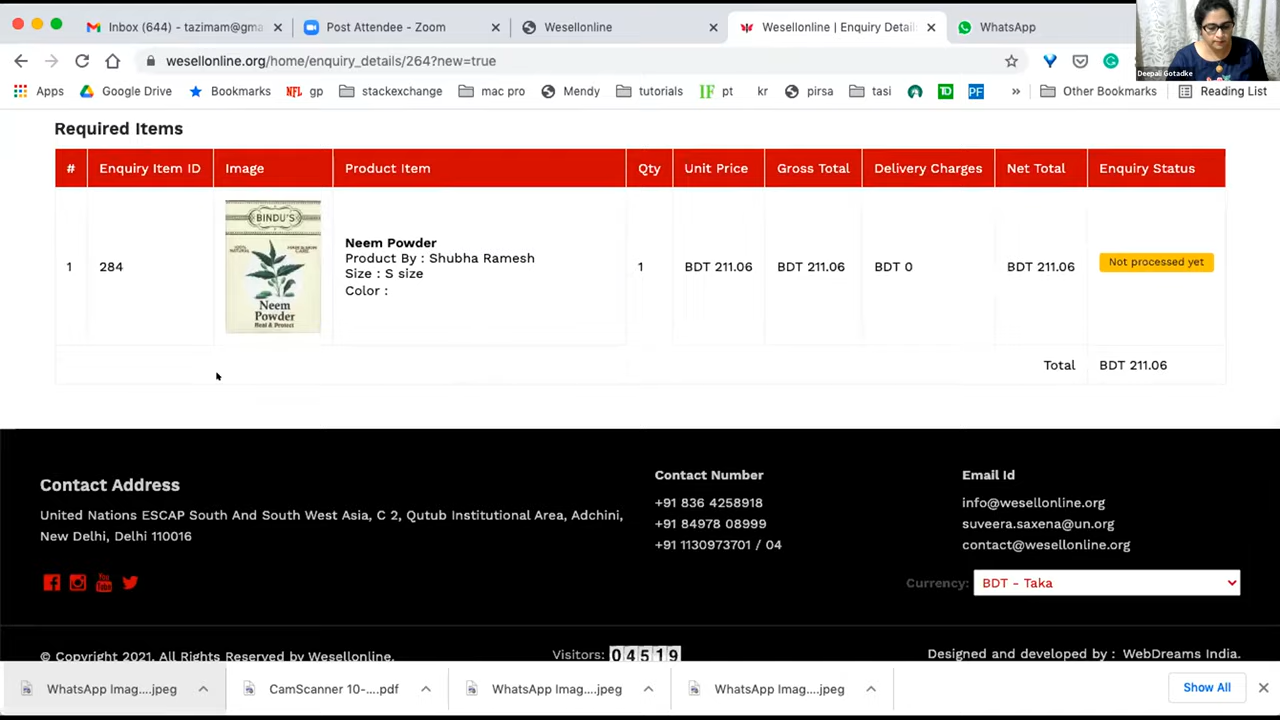 Inbox (644) - tazimam@gma
Post Attendee - Zoom
Wesellonline
Wesellonline | Enquiry Detail
WhatsApp
wesellonline.org/home/enquiry_details/264?new=true
Deepali Gotadke
Apps
Google Drive
Bookmarks
NFL gp
stackexchange
mac pro
Mendy
tutorials
IF pt
kr
pirsa
tasi
TD
PF
»
Other Bookmarks
Reading List
Required Items
# Enquiry Item ID Image Product Item Qty Unit Price Gross Total Delivery Charges Net Total Enquiry Status
BINDU'S
Neem
Powder
Heal & Protect
1 284
Neem Powder
Product By : Shubha Ramesh
Size : S size
Color :
1 BDT 211.06 BDT 211.06 BDT 0 BDT 211.06 Not processed yet
Total BDT 211.06
Contact Address
United Nations ESCAP South And South West Asia, C 2, Qutub Institutional Area, Adchini,
New Delhi, Delhi 110016
Contact Number
+91 836 4258918
+91 84978 08999
+91 1130973701 / 04
Email Id
info@wesellonline.org
suveera.saxena@un.org
contact@wesellonline.org
You
Tube
Currency: BDT - Taka
© Copyright 2021. All Rights Reserved by Wesellonline.
Visitors: 04519
Designed and developed by : WebDreams India.
WhatsApp Imag....jpeg
CamScanner 10-....pdf
WhatsApp Imag....jpeg
WhatsApp Imag....jpeg
Show All